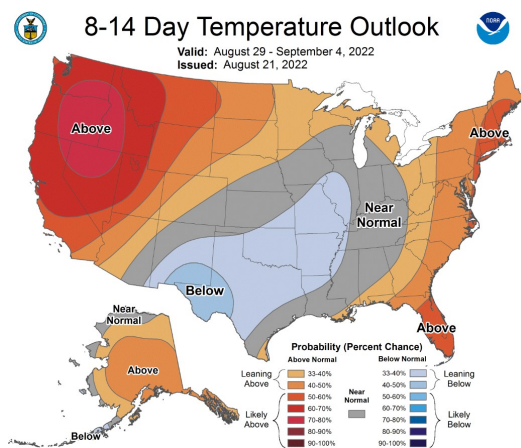 8-14 Day Temperature Outlook
Valid: August 29 - September 4, 2022
Issued: August 21, 2022
NOAA
Above
Above
Near
Normal
Below
Near
Normal
Above
Above
Below
Probability (Percent Chance)
Above Normal
Below Normal
Leaning
Above
33-40%
40-50%
Likely
Above
50-60%
60-70%
70-80%
80-90%
90-100%
Near
Normal
33-40%
40-50%
Leaning
Below
50-60%
60-70%
70-80%
80-90%
90-100%
Likely
Below